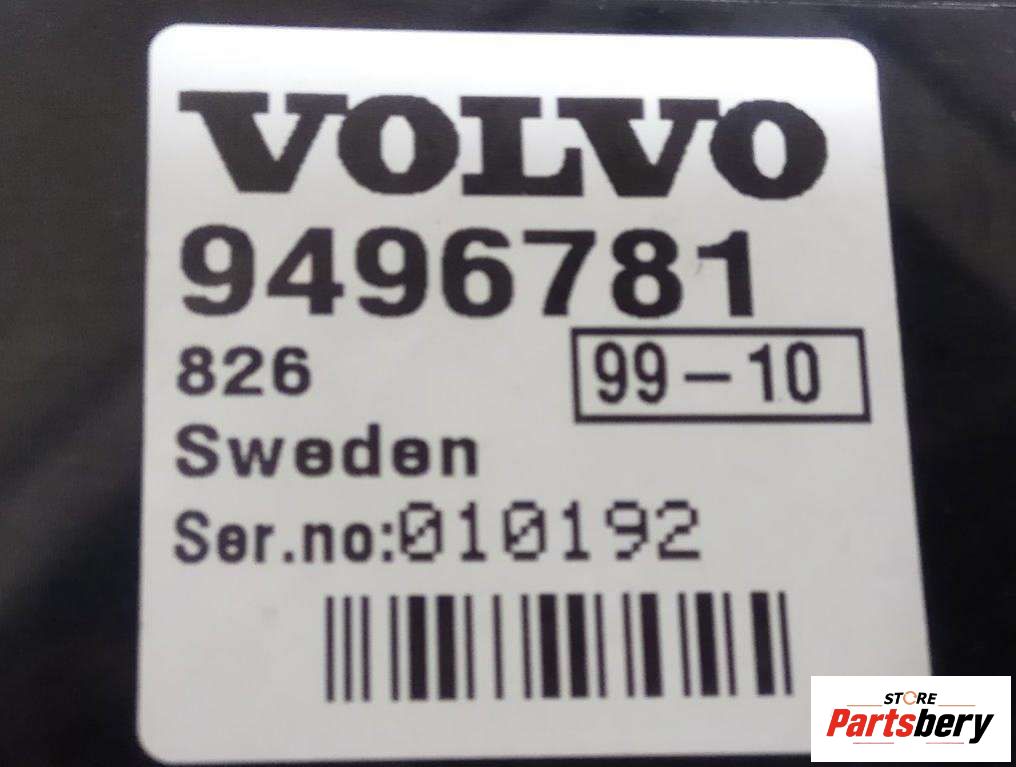 VOLVO
9496781
826 99-10
Sweden
Ser.no:010192
STORE
Partsbery